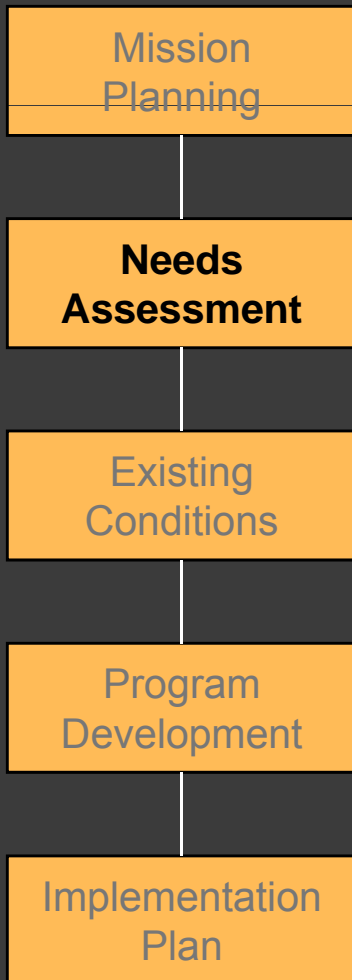 Mission
Planning
Needs
Assessment
Existing
Conditions
Program
Development
Implementation
Plan